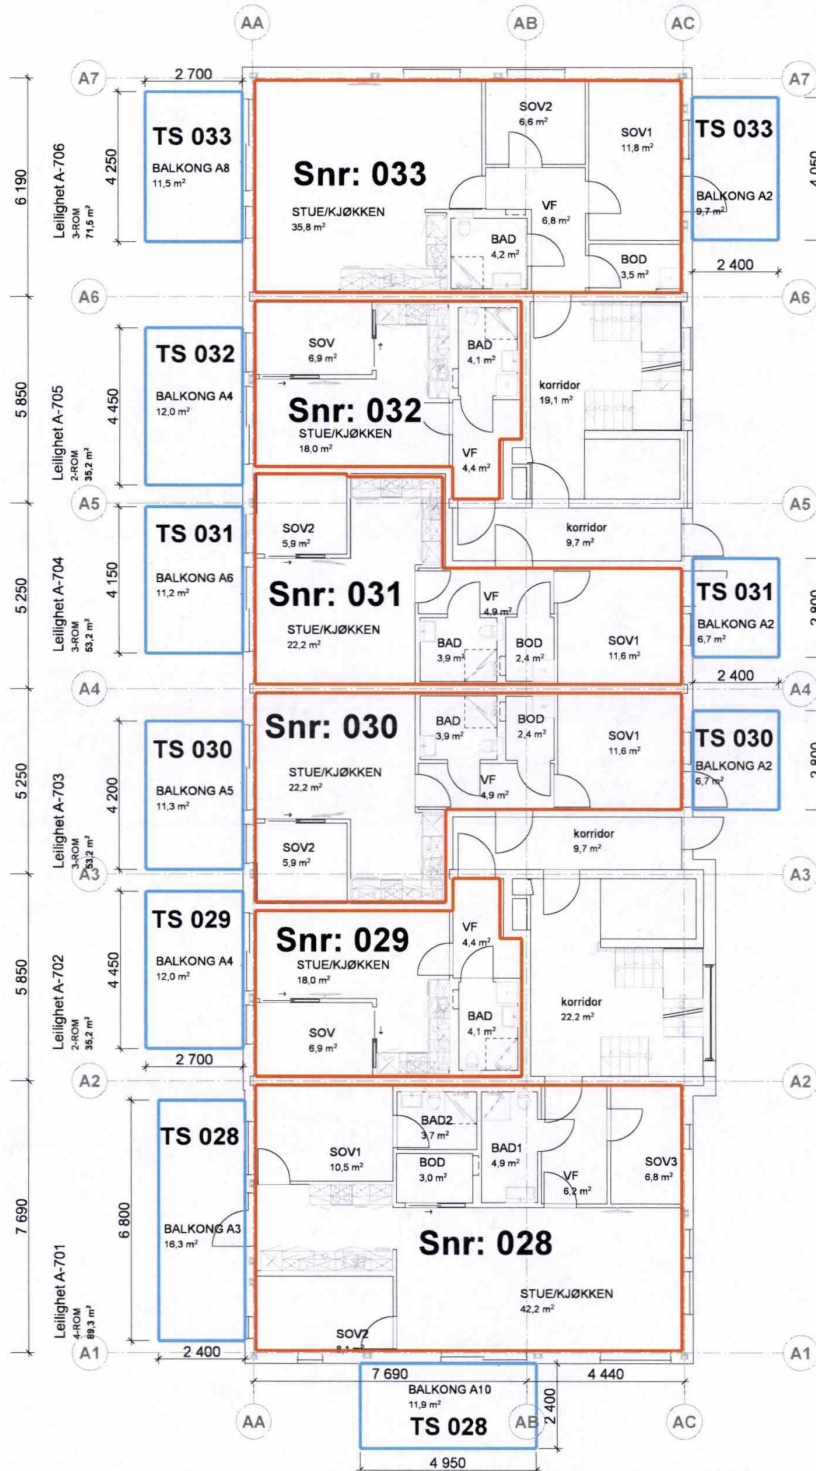 AA AB AC
A7 2 700 A7
TS 033
BALKONG A8
11,5 m²
4 250
6 190
Leilighet A-706
3-ROM
71,5 m²
Snr: 033
STUE/KJØKKEN
35,8 m²
SOV2
6,6 m²
SOV1
11,8 m²
VF
6,8 m²
BAD
4,2 m²
BOD
3,5 m²
TS 033
BALKONG A2
9,7 m²
4 050
2 400
A6 A6
TS 032
BALKONG A4
12,0 m²
4 450
5 850
Leilighet A-705
2-ROM
35,2 m²
SOV
6,9 m²
BAD
4,1 m²
Snr: 032
STUE/KJØKKEN
18,0 m²
VF
4,4 m²
korridor
19,1 m²
A5 A5
TS 031
BALKONG A6
11,2 m²
4 150
5 250
Leilighet A-704
3-ROM
53,2 m²
SOV2
5,9 m²
korridor
9,7 m²
Snr: 031
STUE/KJØKKEN
22,2 m²
VF
4,9 m²
BAD
3,9 m²
BOD
2,4 m²
SOV1
11,6 m²
TS 031
BALKONG A2
6,7 m²
2 800
2 400
A4 A4
TS 030
BALKONG A5
11,3 m²
4 200
5 250
Leilighet A-703
3-ROM
53,2 m²
Snr: 030
STUE/KJØKKEN
22,2 m²
BAD
3,9 m²
BOD
2,4 m²
SOV1
11,6 m²
VF
4,9 m²
SOV2
5,9 m²
korridor
9,7 m²
TS 030
BALKONG A2
6,7 m²
2 800
A3 A3
TS 029
BALKONG A4
12,0 m²
4 450
5 850
Leilighet A-702
2-ROM
35,2 m²
2 700
Snr: 029
STUE/KJØKKEN
18,0 m²
VF
4,4 m²
SOV
6,9 m²
BAD
4,1 m²
korridor
22,2 m²
A2 A2
TS 028
BALKONG A3
16,3 m²
6 800
7 690
Leilighet A-701
4-ROM
89,3 m²
2 400
SOV1
10,5 m²
BAD2
3,7 m²
BOD
3,0 m²
BAD1
4,9 m²
VF
6,2 m²
SOV3
6,8 m²
Snr: 028
STUE/KJØKKEN
42,2 m²
SOV2
8,1 m²
A1 A1
7 690 4 440
BALKONG A10
11,9 m²
TS 028
2 400
4 950
AA AB AC